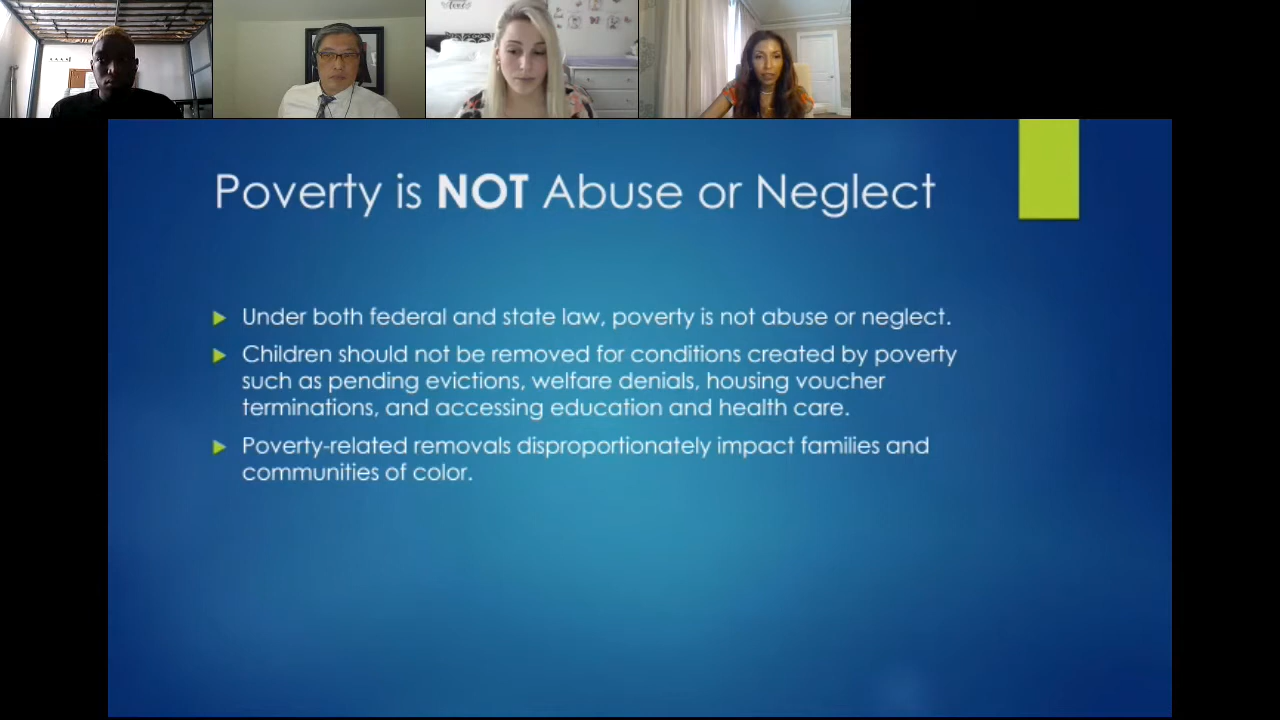 Poverty is NOT Abuse or Neglect
Under both federal and state law, poverty is not abuse or neglect.
Children should not be removed for conditions created by poverty
such as pending evictions, welfare denials, housing voucher
terminations, and accessing education and health care.
Poverty-related removals disproportionately impact families and
communities of color.